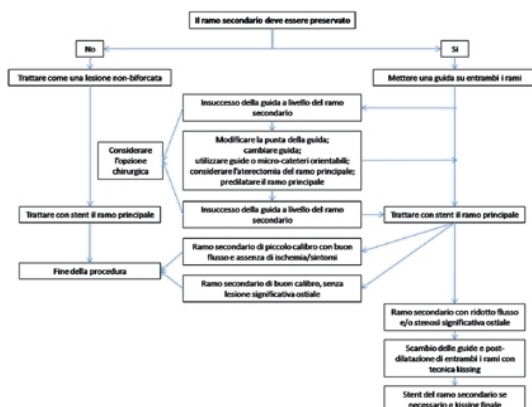 Il ramo secondario deve essere preservato
No
Si
Trattare come una lesione non-biforcata
Mettere una guida su entrambi i rami
Insuccesso della guida a livello del ramo
secondario
Considerare
l'opzione
chirurgica
Modificare la punta della guida;
cambiare guida;
utilizzare guide o micro-cateteri orientabili;
considerare l'aterectomia del ramo principale;
predilatare il ramo principale
Insuccesso della guida a livello del ramo
secondario
Trattare con stent il ramo principale
Trattare con stent il ramo principale
Ramo secondario di piccolo calibro con buon
flusso e assenza di ischemia/sintomi
Fine della procedura
Ramo secondario di buon calibro, senza
lesione significativa ostiale
Ramo secondario con ridotto flusso
e/o stenosi significativa ostiale
Scambio delle guide e post-
dilatazione di entrambi i rami con
tecnica kissing
Stent del ramo secondario se
necessario e kissing finale